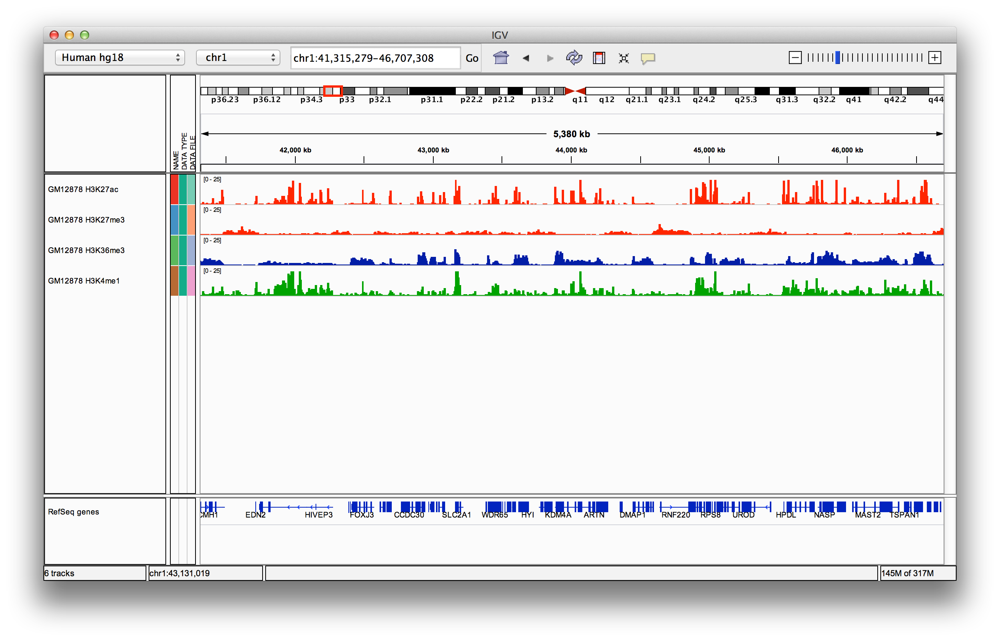 IGV
Human hg18 chr1 chr1:41,315,279-46,707,308 Go
p36.23 p36.12 p34.3 p33 p32.1 p31.1 p22.2 p21.2 p13.2 q11 q12 q21.1 q23.1 q24.2 q25.3 q31.3 q32.2 q41 q42.2 q44
5,380 kb
42,000 kb 43,000 kb 44,000 kb 45,000 kb 46,000 kb
NAME
DATA TYPE
DATA FILE
[0 - 25]
GM12878 H3K27ac
[0 - 25]
GM12878 H3K27me3
[0 - 25]
GM12878 H3K36me3
[0 - 25]
GM12878 H3K4me1
RefSeq genes
CMH1 EDN2 HIVEP3 FOXJ3 CCDC30 SLC2A1 WDR65 HYI KDM4A ARTN DMAP1 RNF220 RPS8 UROD HPDL NASP MAST2 TSPAN1
6 tracks chr1:43,131,019 145M of 317M